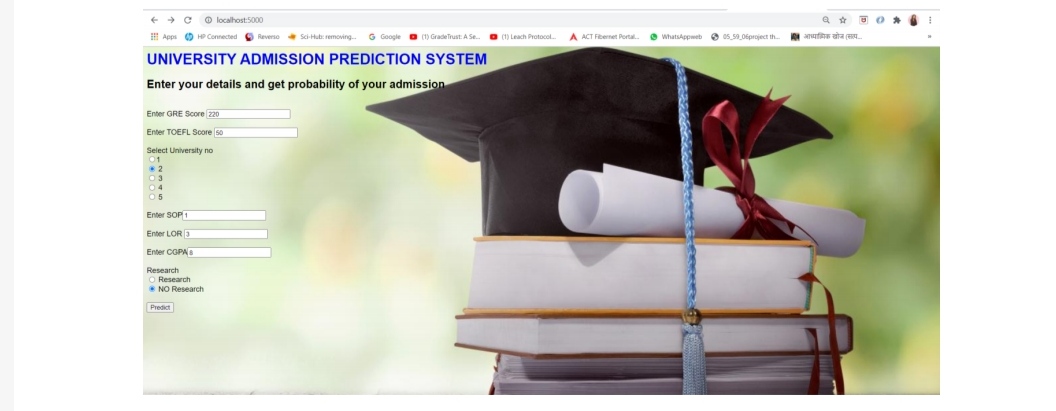 localhost:5000
Apps HP Connected Reverso Sci-Hub: removing... Google (1) GradeTrust: A Se... (1) Leach Protocol... ACT Fibernet Portal... WhatsAppweb 05_59_06project th... आध्यात्मिक खोज (सत्य... »
UNIVERSITY ADMISSION PREDICTION SYSTEM
Enter your details and get probability of your admission
Enter GRE Score 220
Enter TOEFL Score 50
Select University no
1
2
3
4
5
Enter SOP 1
Enter LOR 3
Enter CGPA 8
Research
Research
NO Research
Predict